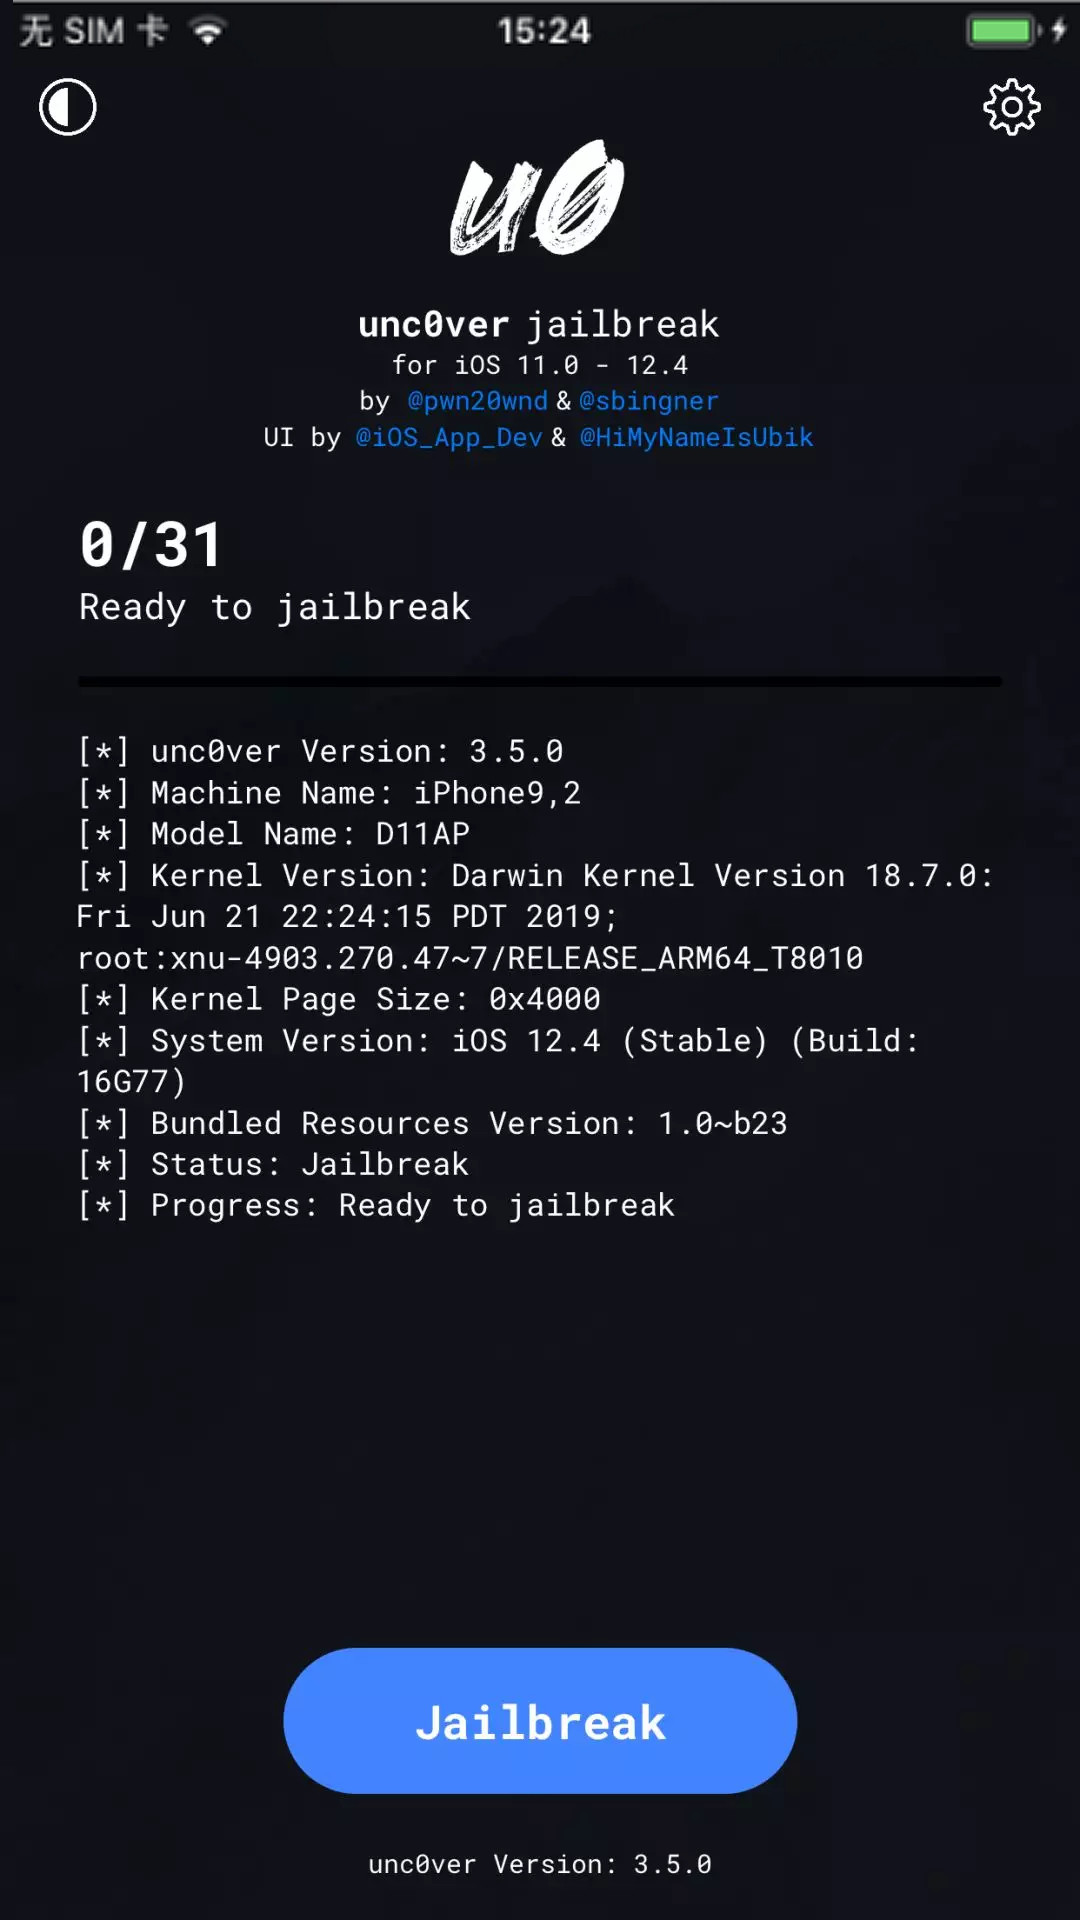 无 SIM 卡
15:24
u0
unc0ver jailbreak
for iOS 11.0 - 12.4
by @pwn20wnd & @sbingner
UI by @iOS_App_Dev & @HiMyNameIsUbik
0/31
Ready to jailbreak
[*] unc0ver Version: 3.5.0
[*] Machine Name: iPhone9,2
[*] Model Name: D11AP
[*] Kernel Version: Darwin Kernel Version 18.7.0:
Fri Jun 21 22:24:15 PDT 2019;
root:xnu-4903.270.47~7/RELEASE_ARM64_T8010
[*] Kernel Page Size: 0x4000
[*] System Version: iOS 12.4 (Stable) (Build:
16G77)
[*] Bundled Resources Version: 1.0~b23
[*] Status: Jailbreak
[*] Progress: Ready to jailbreak
Jailbreak
unc0ver Version: 3.5.0